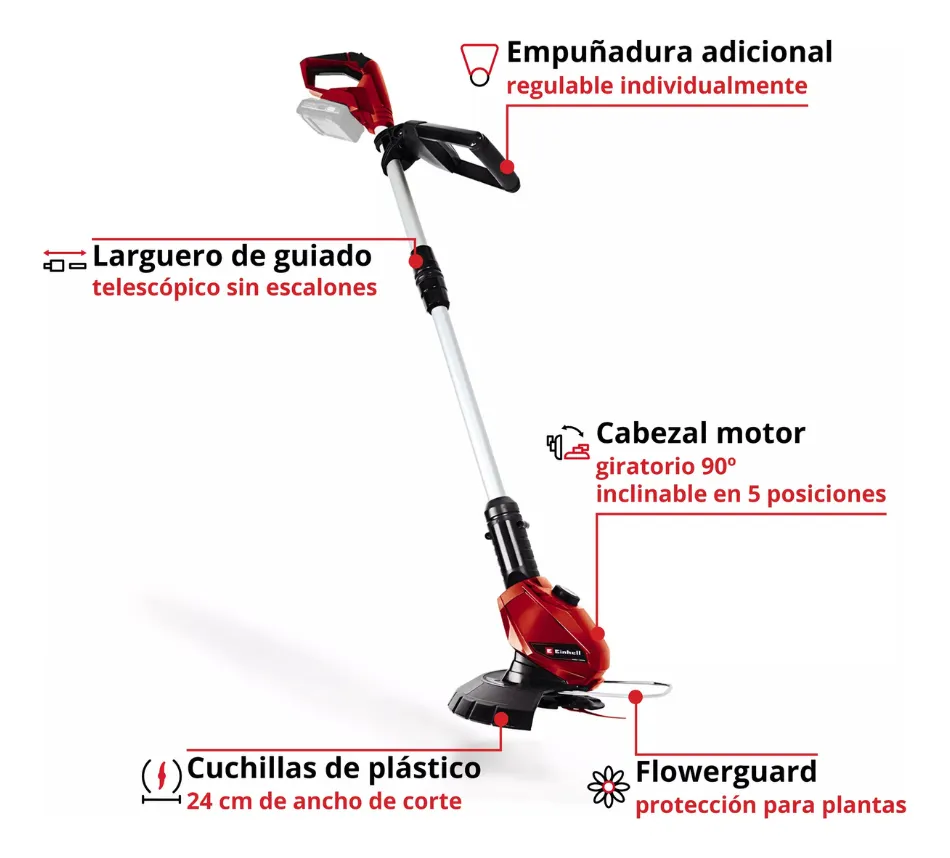 Empuñadura adicional
regulable individualmente
Larguero de guiado
telescópico sin escalones
Cabezal motor
giratorio 90º
inclinable en 5 posiciones
Einhell
Cuchillas de plástico
24 cm de ancho de corte
Flowerguard
protección para plantas